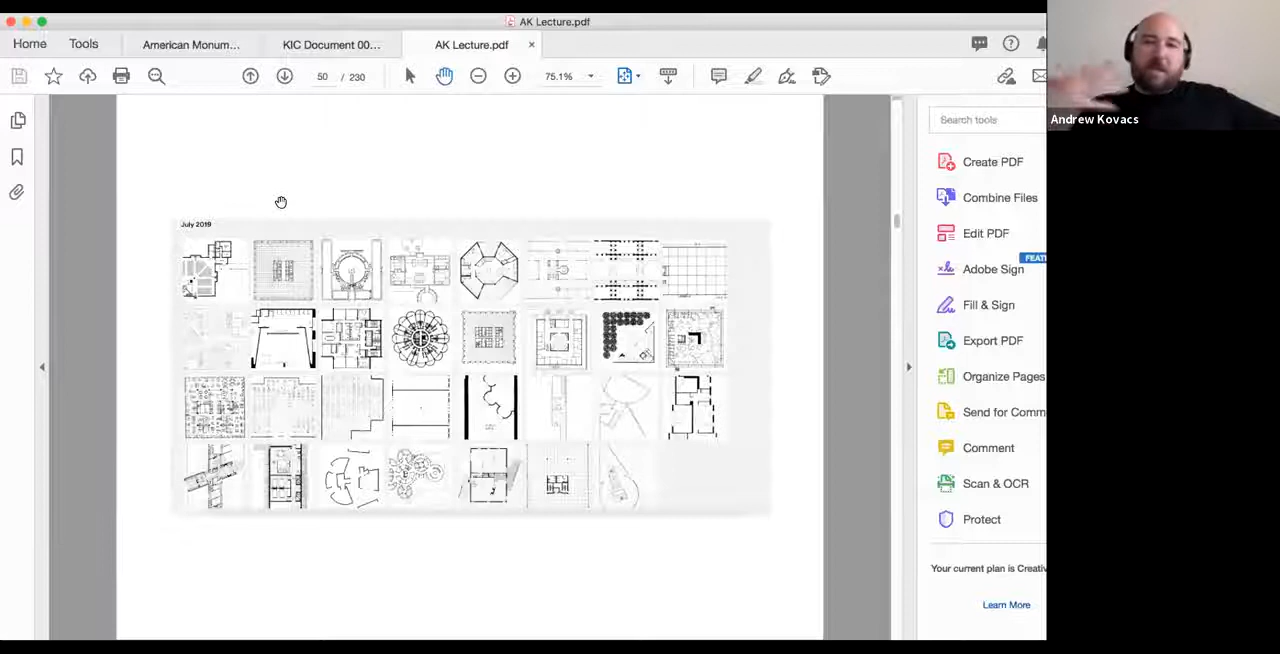 AK Lecture.pdf
Home
Tools
American Monum...
KIC Document 00...
AK Lecture.pdf
×
50 / 230
75.1%
Andrew Kovacs
Search tools
July 2019
Create PDF
Combine Files
Edit PDF
FEAT
Adobe Sign
Fill & Sign
Export PDF
Organize Pages
Send for Comm
Comment
Scan & OCR
Protect
Your current plan is Creativ
Learn More